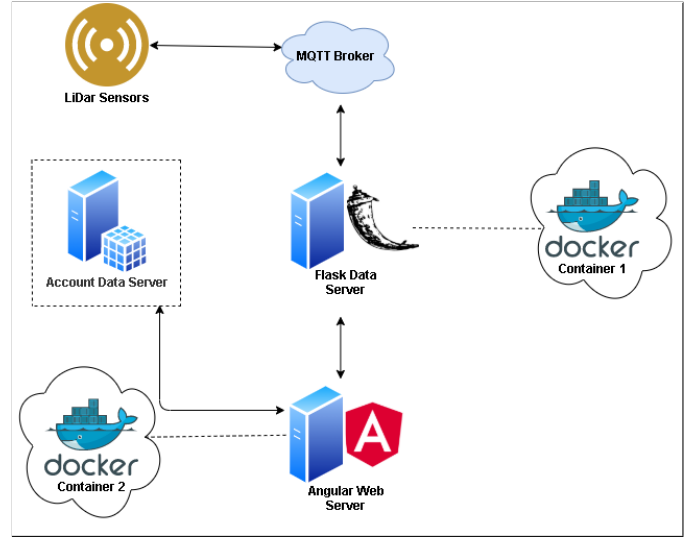 MQTT Broker
LiDar Sensors
docker
Container 1
Flask Data
Server
Account Data Server
docker
Container 2
A
Angular Web
Server